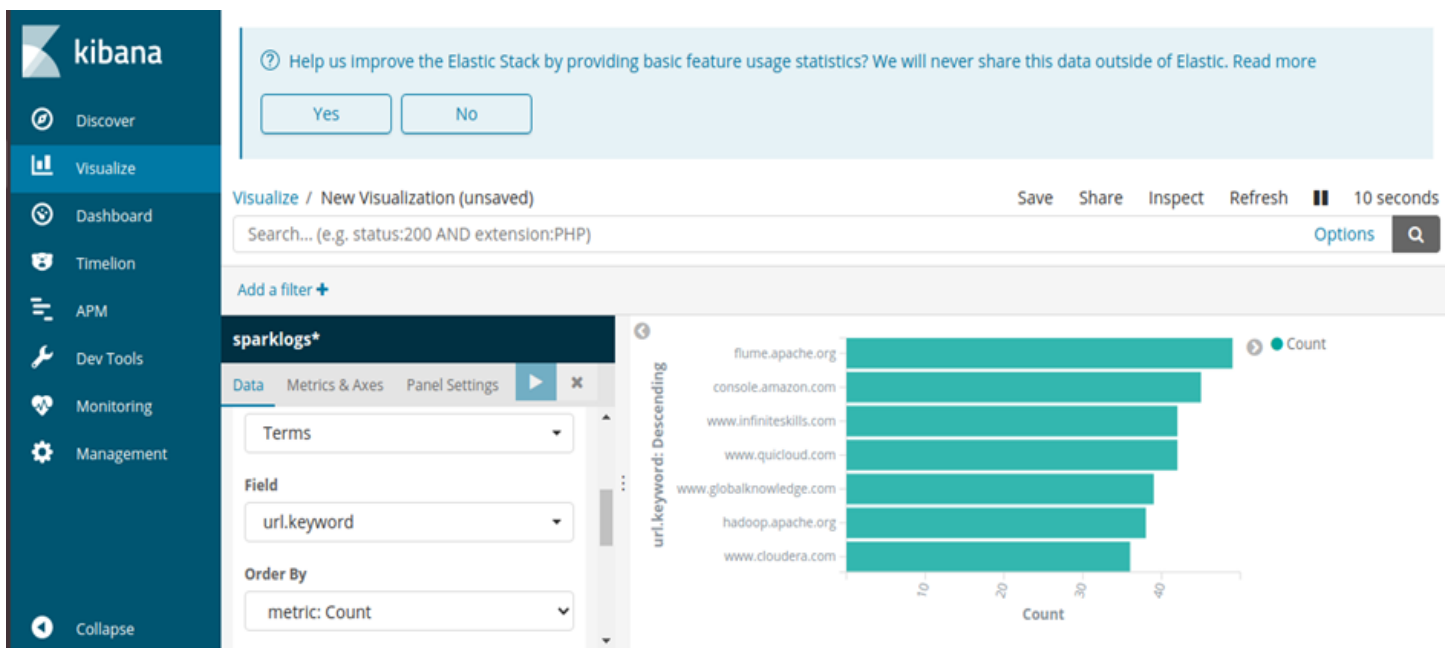 kibana
Discover
Visualize
Dashboard
Timelion
APM
Dev Tools
Monitoring
Management
Collapse
Help us improve the Elastic Stack by providing basic feature usage statistics? We will never share this data outside of Elastic. Read more
Yes No
Visualize / New Visualization (unsaved) Save Share Inspect Refresh 10 seconds
Search... (e.g. status:200 AND extension:PHP) Options
Add a filter +
sparklogs*
Data Metrics & Axes Panel Settings
Terms
Field
url.keyword
Order By
metric: Count
url.keyword: Descending
flume.apache.org
console.amazon.com
www.infiniteskills.com
www.quicloud.com
www.globalknowledge.com
hadoop.apache.org
www.cloudera.com
10 20 30 40
Count
Count